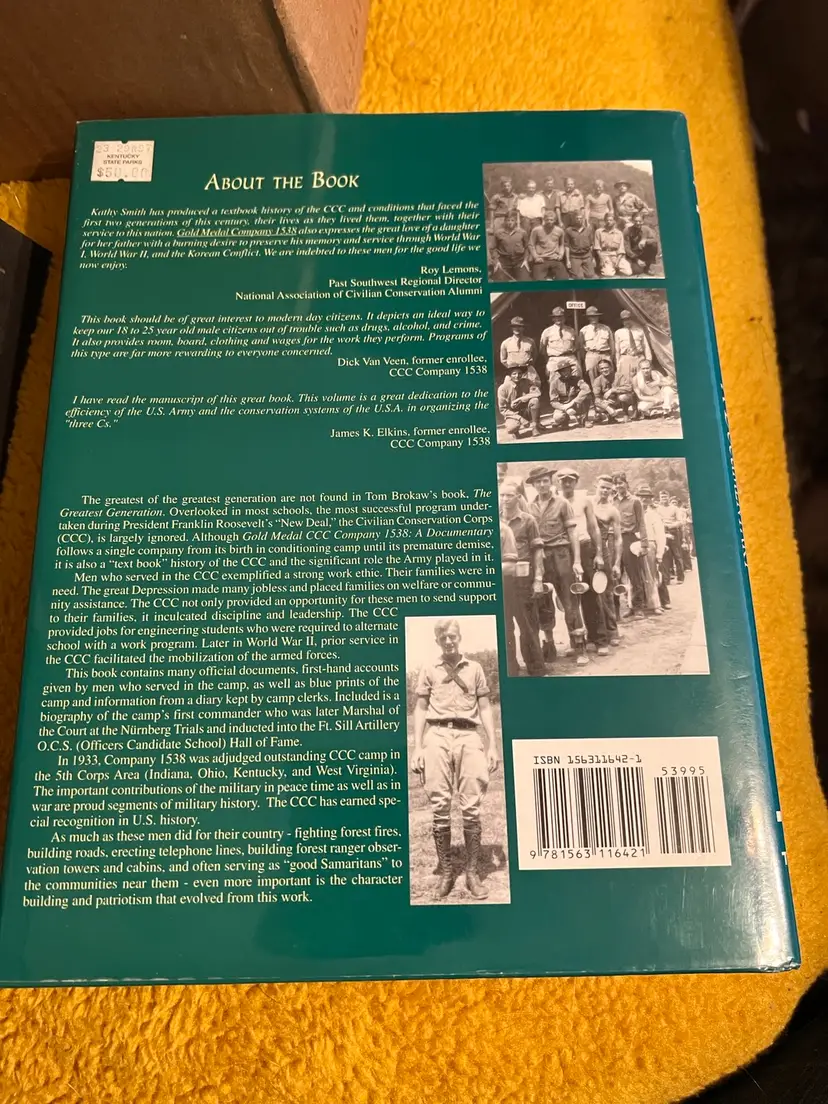 KENTUCKY
STATE PARKS
$50.00
ABOUT THE BOOK
Kathy Smith has produced a textbook history of the CCC and conditions that faced the
first two generations of this century, their lives as they lived them, together with their
service to this nation. Gold Medal Company 1538 also expresses the great love of a daughter
for her father with a burning desire to preserve his memory and service through World War
I, World War II, and the Korean Conflict. We are indebted to these men for the good life we
now enjoy.
Roy Lemons,
Past Southwest Regional Director
National Association of Civilian Conservation Alumni
This book should be of great interest to modern day citizens. It depicts an ideal way to
keep our 18 to 25 year old male citizens out of trouble such as drugs, alcohol, and crime.
It also provides room, board, clothing and wages for the work they perform. Programs of
this type are far more rewarding to everyone concerned.
Dick Van Veen, former enrollee,
CCC Company 1538
I have read the manuscript of this great book. This volume is a great dedication to the
efficiency of the U.S. Army and the conservation systems of the U.S.A. in organizing the
"three Cs."
James K. Elkins, former enrollee,
CCC Company 1538
The greatest of the greatest generation are not found in Tom Brokaw's book, The
Greatest Generation. Overlooked in most schools, the most successful program under-
taken during President Franklin Roosevelt's "New Deal," the Civilian Conservation Corps
(CCC), is largely ignored. Although Gold Medal CCC Company 1538: A Documentary
follows a single company from its birth in conditioning camp until its premature demise,
it is also a "text book" history of the CCC and the significant role the Army played in it.
Men who served in the CCC exemplified a strong work ethic. Their families were in
need. The great Depression made many jobless and placed families on welfare or commu-
nity assistance. The CCC not only provided an opportunity for these men to send support
to their families, it inculcated discipline and leadership. The CCC
provided jobs for engineering students who were required to alternate
school with a work program. Later in World War II, prior service in
the CCC facilitated the mobilization of the armed forces.
This book contains many official documents, first-hand accounts
given by men who served in the camp, as well as blue prints of the
camp and information from a diary kept by camp clerks. Included is a
biography of the camp's first commander who was later Marshal of
the Court at the Nürnberg Trials and inducted into the Ft. Sill Artillery
O.C.S. (Officers Candidate School) Hall of Fame.
In 1933, Company 1538 was adjudged outstanding CCC camp in
the 5th Corps Area (Indiana, Ohio, Kentucky, and West Virginia).
The important contributions of the military in peace time as well as in
war are proud segments of military history. The CCC has earned spe-
cial recognition in U.S. history.
As much as these men did for their country - fighting forest fires,
building roads, erecting telephone lines, building forest ranger obser-
vation towers and cabins, and often serving as "good Samaritans" to
the communities near them - even more important is the character
building and patriotism that evolved from this work.
OFFICE
ISBN 156311642-1
53995
9 781563 116421